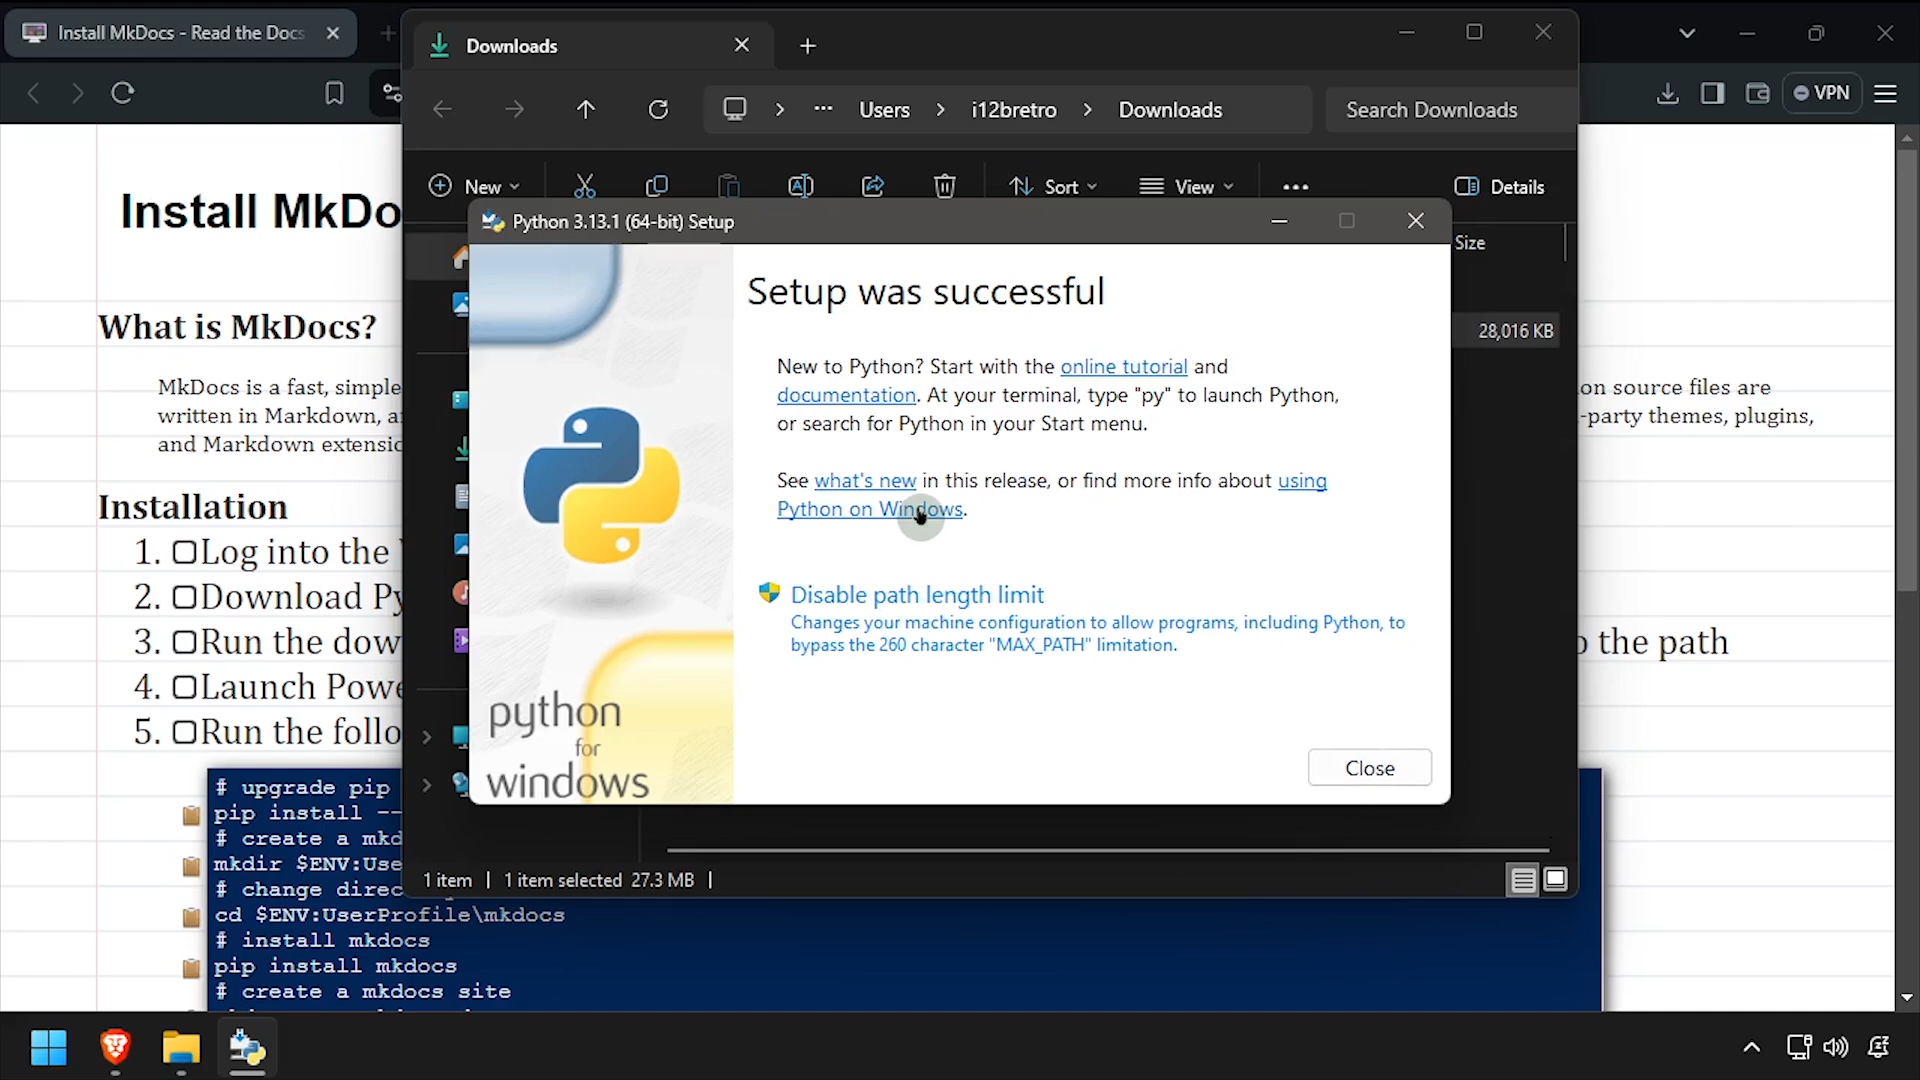 Install MkDocs - Read the Docs
Downloads
VPN
Users
i12bretro
Downloads
Search Downloads
New
Sort
View
Details
Install MkDo
Python 3.13.1 (64-bit) Setup
Size
Setup was successful
28,016 KB
What is MkDocs?
New to Python? Start with the online tutorial and
documentation. At your terminal, type "py" to launch Python,
or search for Python in your Start menu.
MkDocs is a fast, simple
on source files are
written in Markdown, a
-party themes, plugins,
and Markdown extensio
See what's new in this release, or find more info about using
Python on Windows.
Installation
1. Log into the
2. Download Py
3. Run the dow
o the path
4. Launch Powe
5. Run the follo
Disable path length limit
Changes your machine configuration to allow programs, including Python, to
bypass the 260 character "MAX_PATH" limitation.
python
for
windows
Close
# upgrade pip
pip install --
# create a mkd
mkdir $ENV:Use
# change direc
cd $ENV:UserProfile\mkdocs
# install mkdocs
pip install mkdocs
# create a mkdocs site
1 item
1 item selected 27.3 MB